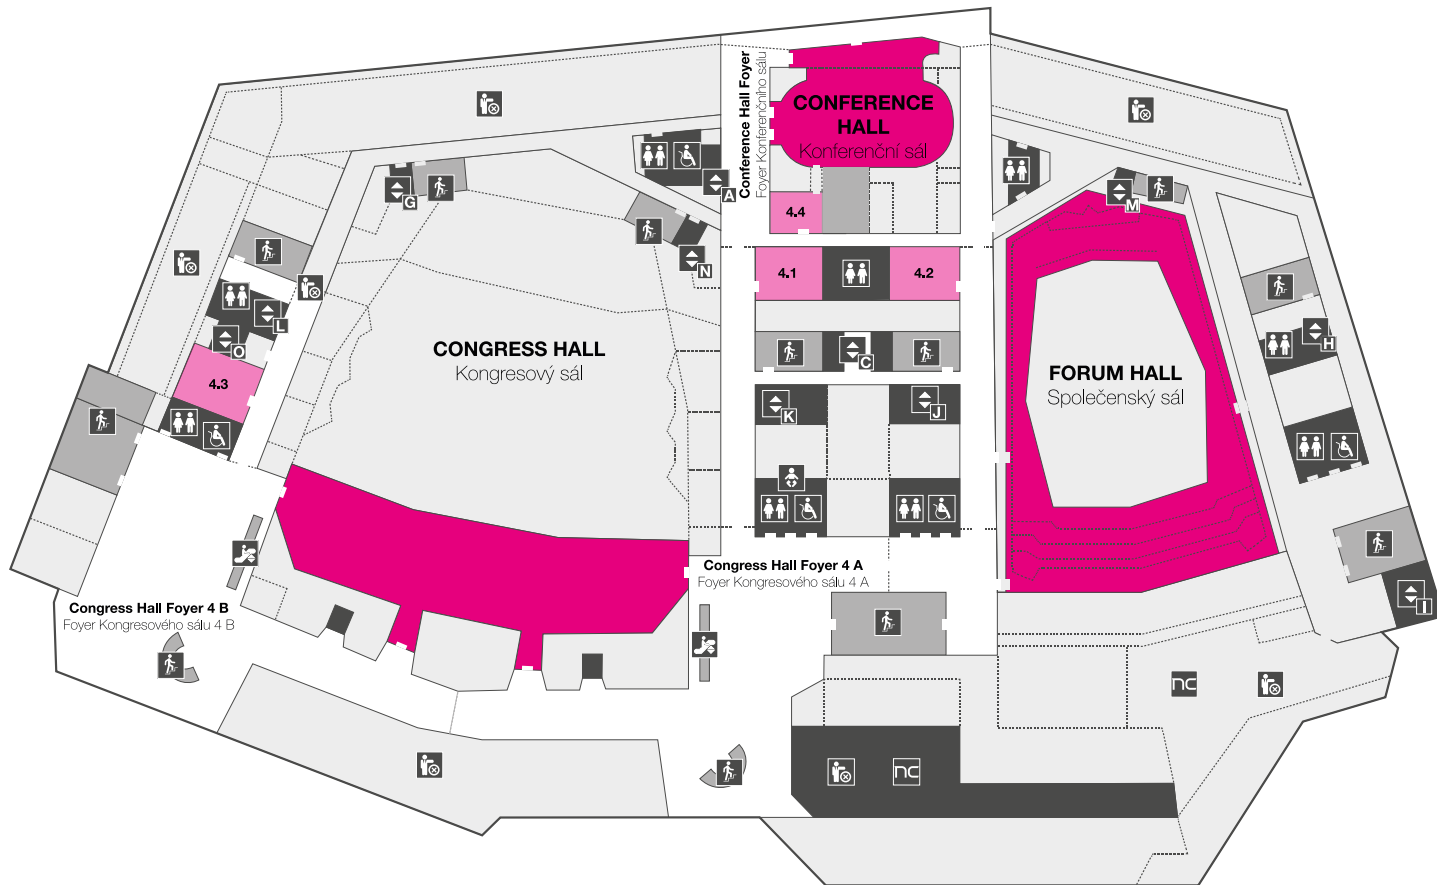 Conference Hall Foyer
Foyer Konferenčního sálu
CONFERENCE
HALL
Konferenční sál
A
G
M
4.4
N
4.1
4.2
L
O
H
C
4.3
CONGRESS HALL
Kongresový sál
FORUM HALL
Společenský sál
K
J
Congress Hall Foyer 4 A
Foyer Kongresového sálu 4 A
I
Congress Hall Foyer 4 B
Foyer Kongresového sálu 4 B
nc
nc